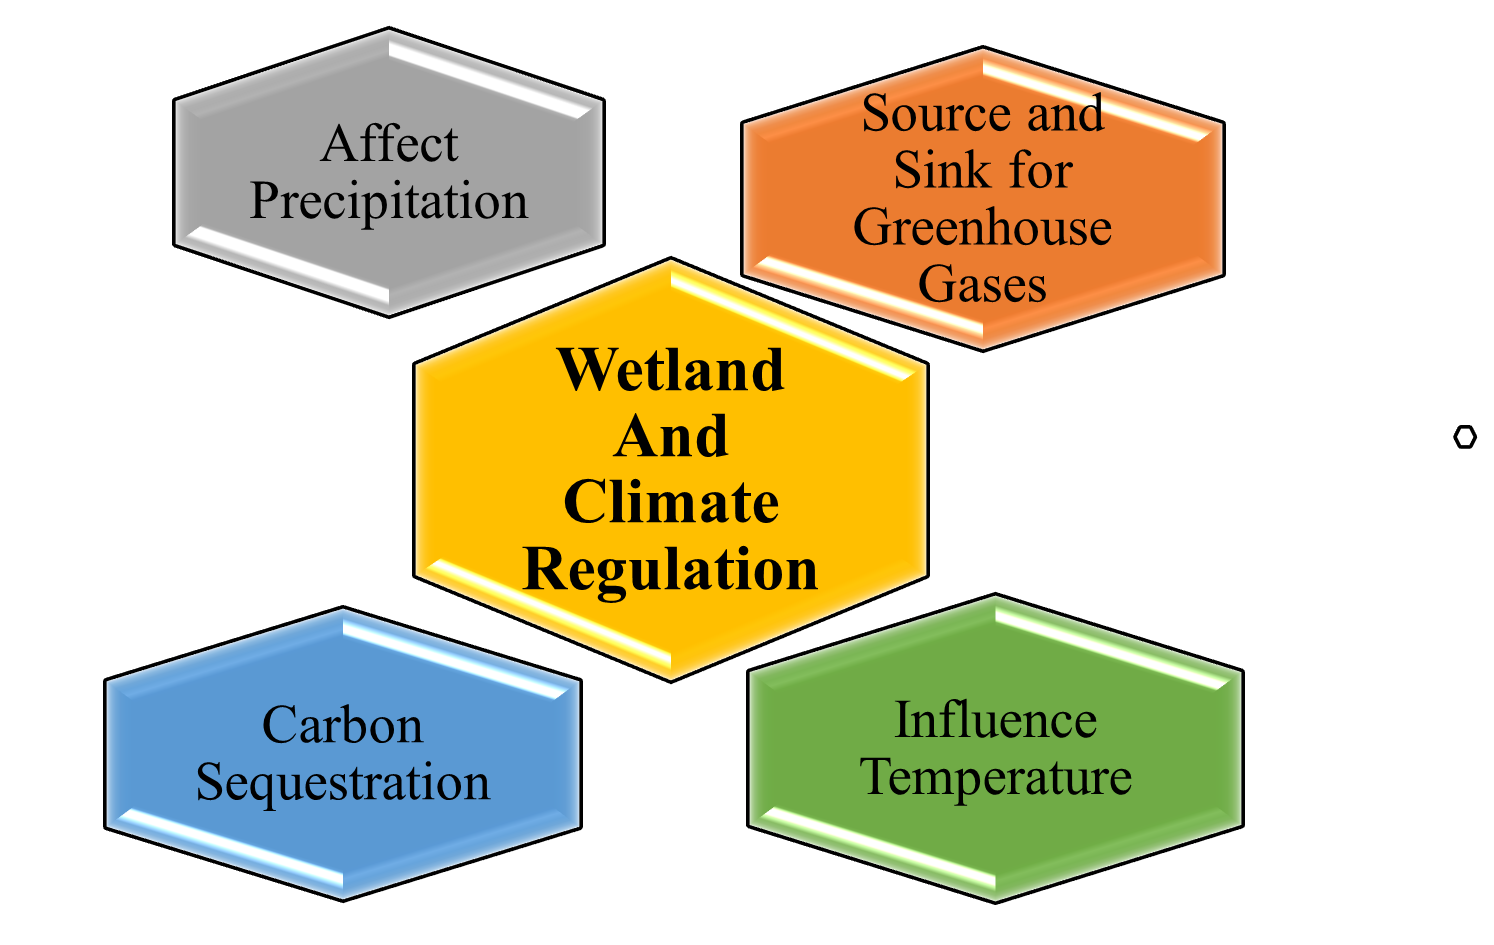 Affect
Precipitation
Source and
Sink for
Greenhouse
Gases
Wetland
And
Climate
Regulation
Carbon
Sequestration
Influence
Temperature